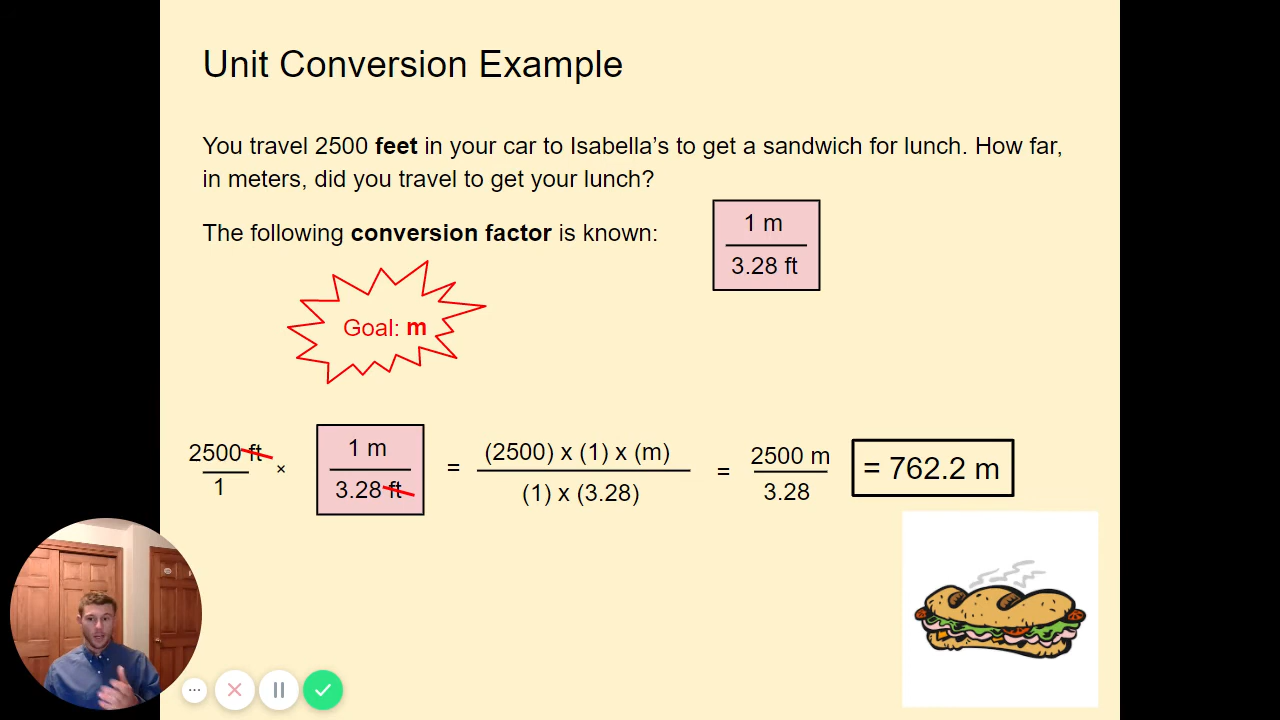 Unit Conversion Example
You travel 2500 feet in your car to Isabella’s to get a sandwich for lunch. How far,
in meters, did you travel to get your lunch?
The following conversion factor is known:
1 m
3.28 ft
Goal: m
2500 ft
1
×
1 m
3.28 ft
=
(2500) x (1) x (m)
(1) x (3.28)
=
2500 m
3.28
= 762.2 m